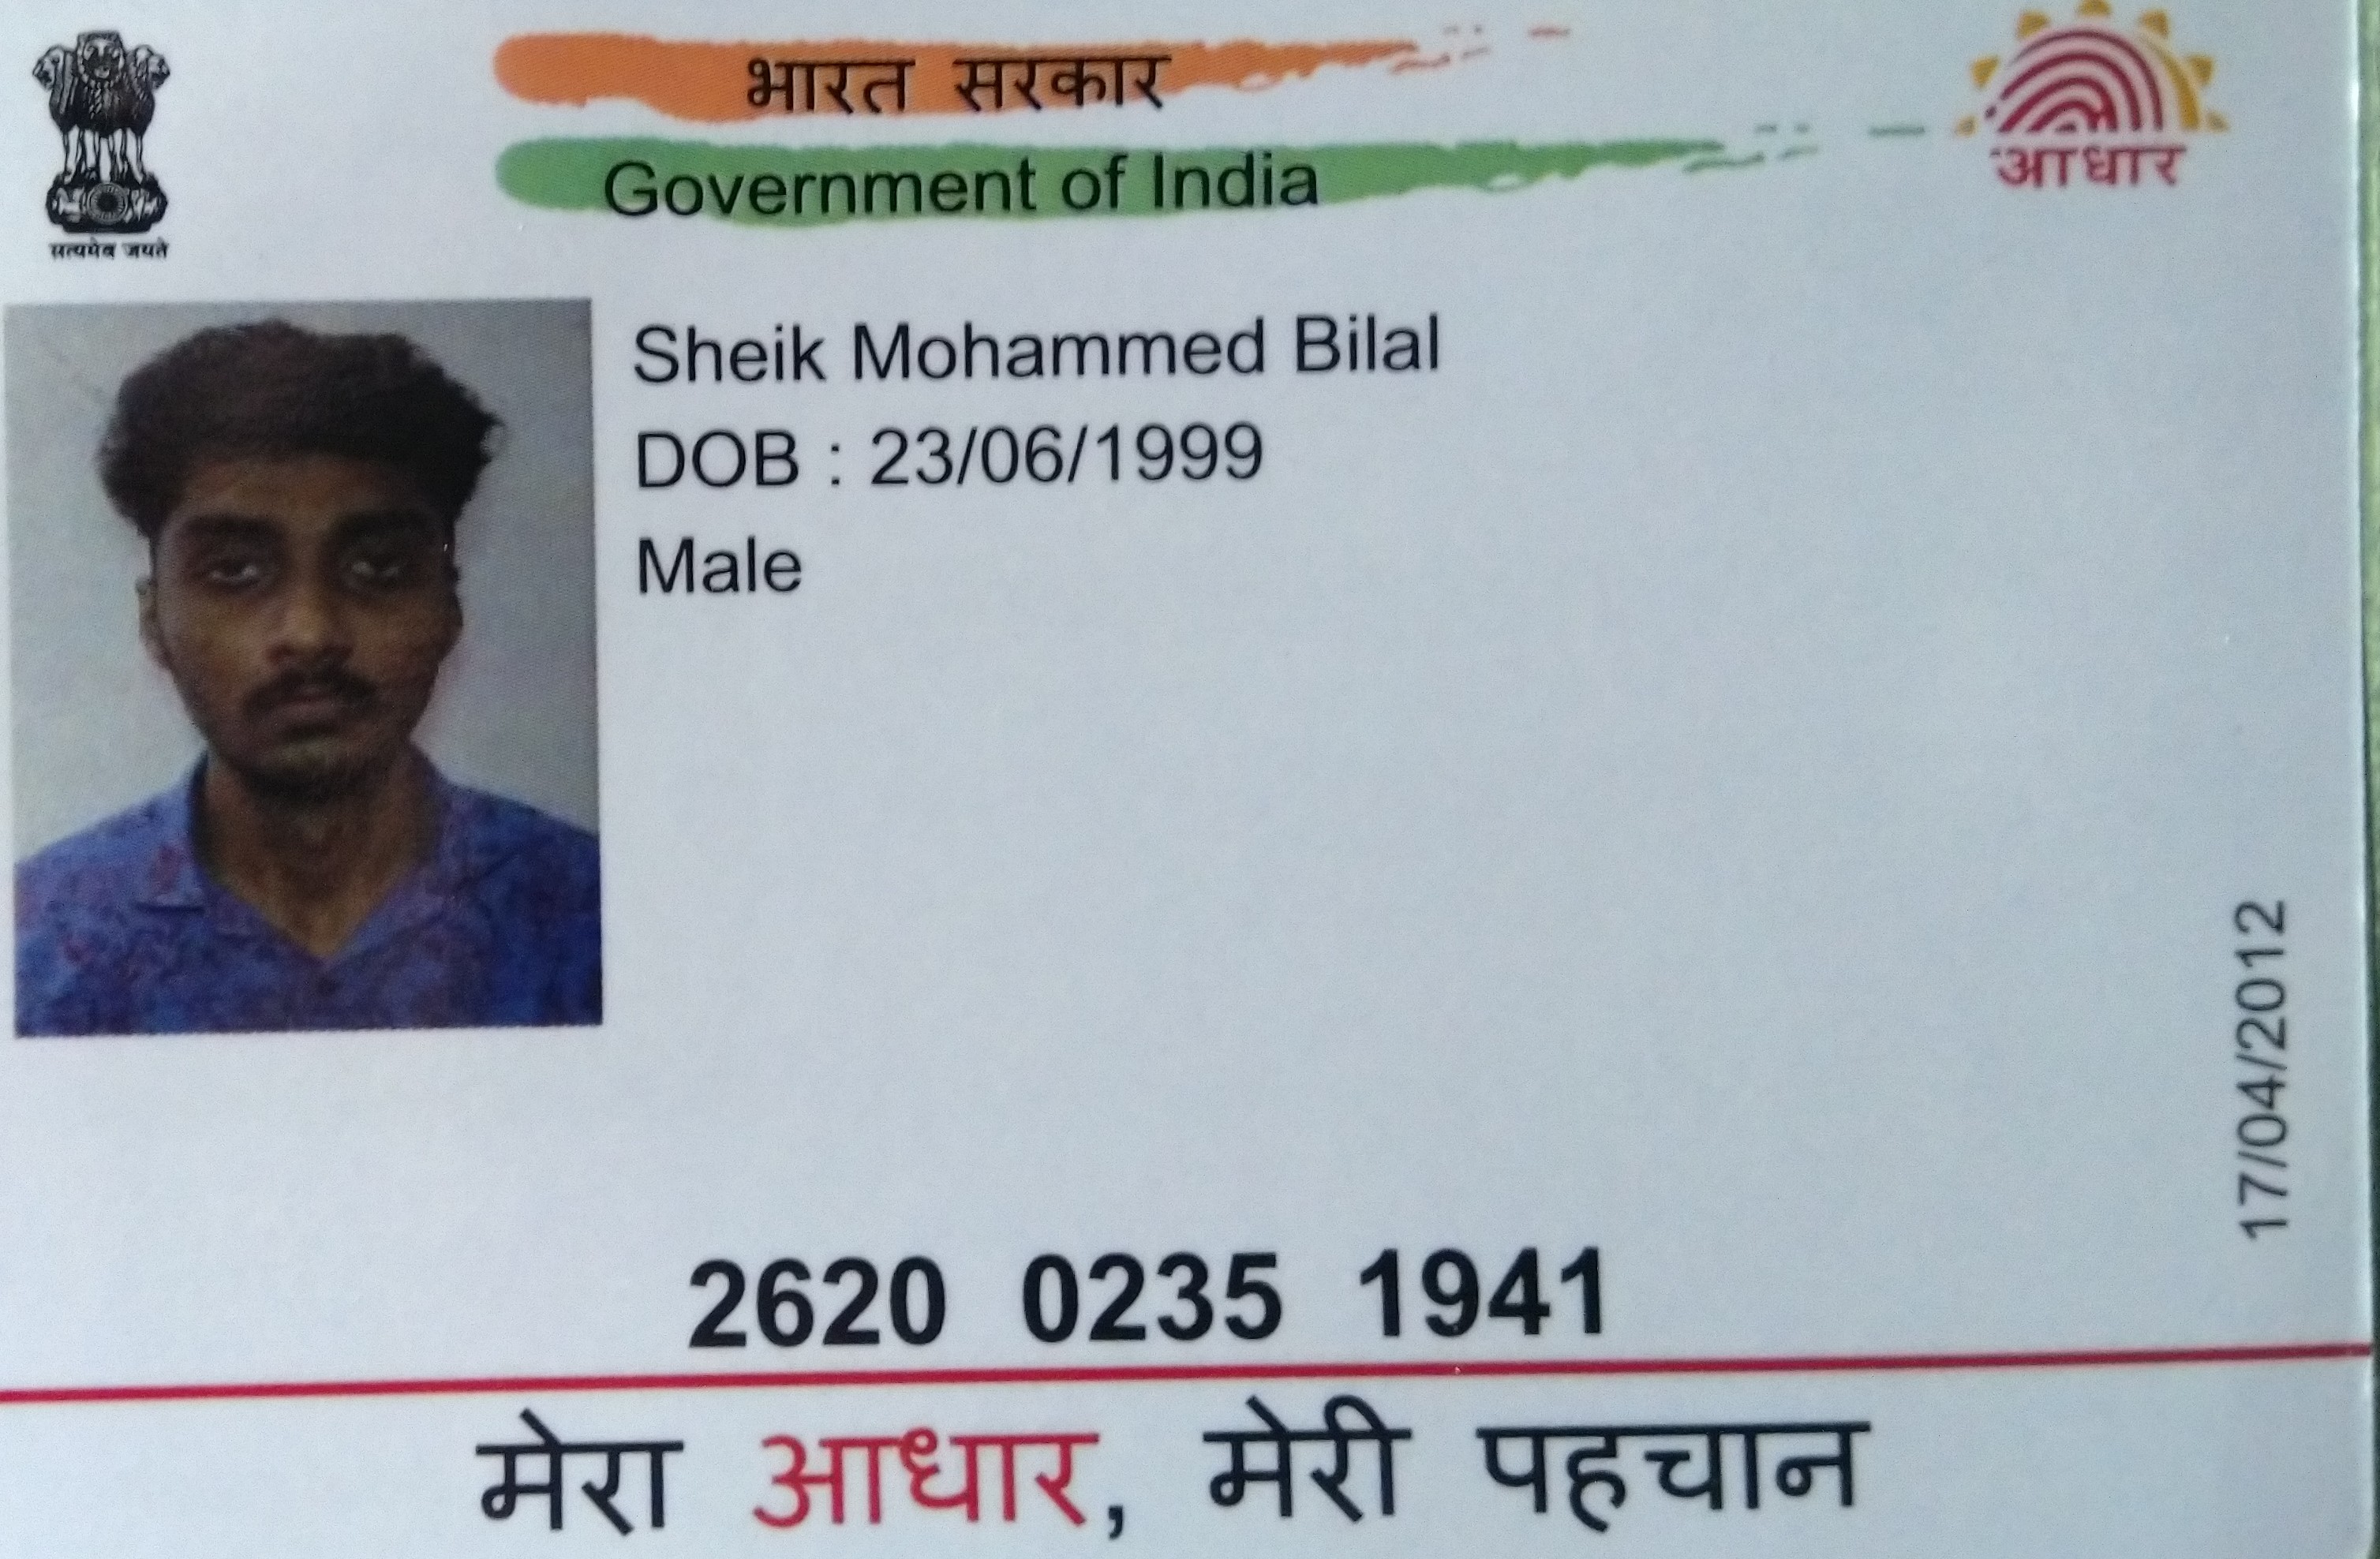 भारत सरकार
Government of India
आधार
सत्यमेव जयते
Sheik Mohammed Bilal
DOB : 23/06/1999
Male
17/04/2012
2620 0235 1941
मेरा आधार, मेरी पहचान